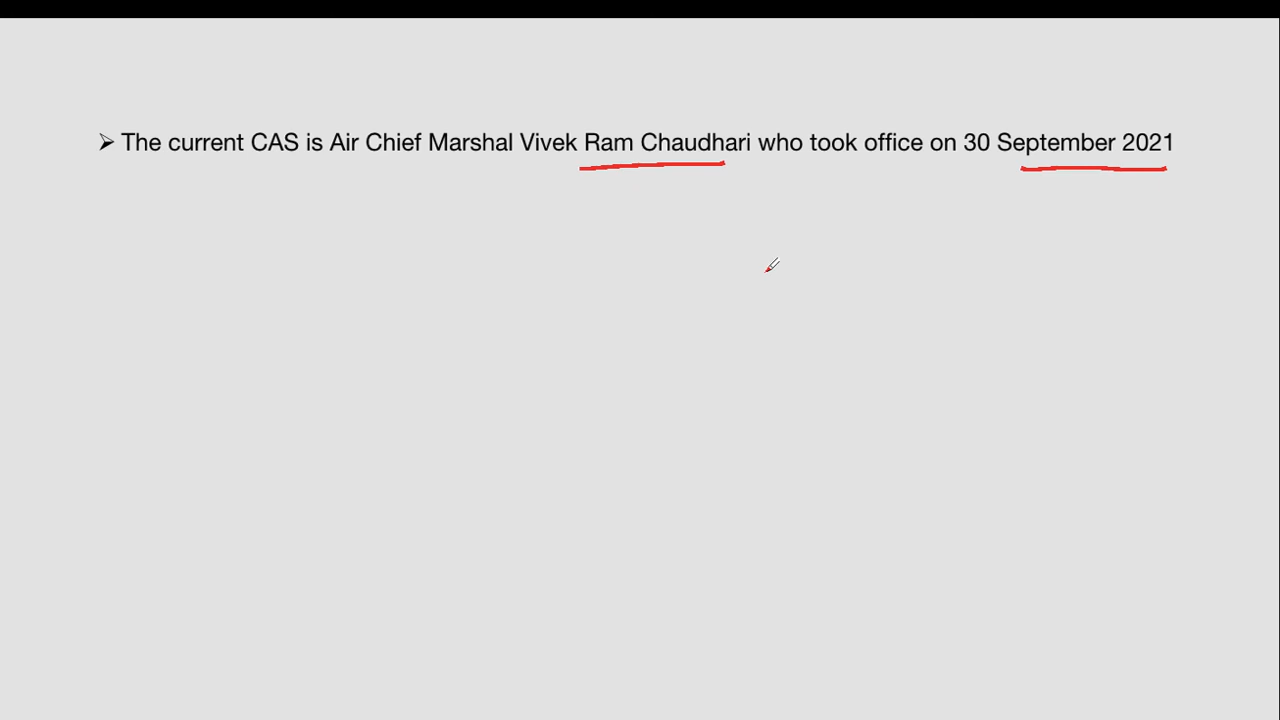 ➢ The current CAS is Air Chief Marshal Vivek Ram Chaudhari who took office on 30 September 2021